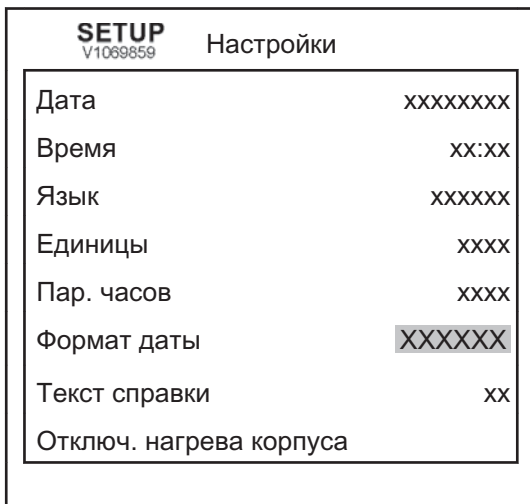 SETUP
V1069859
Настройки
Дата xxxxxxxx
Время xx:xx
Язык xxxxxx
Единицы xxxx
Пар. часов xxxx
Формат даты XXXXXX
Текст справки xx
Отключ. нагрева корпуса